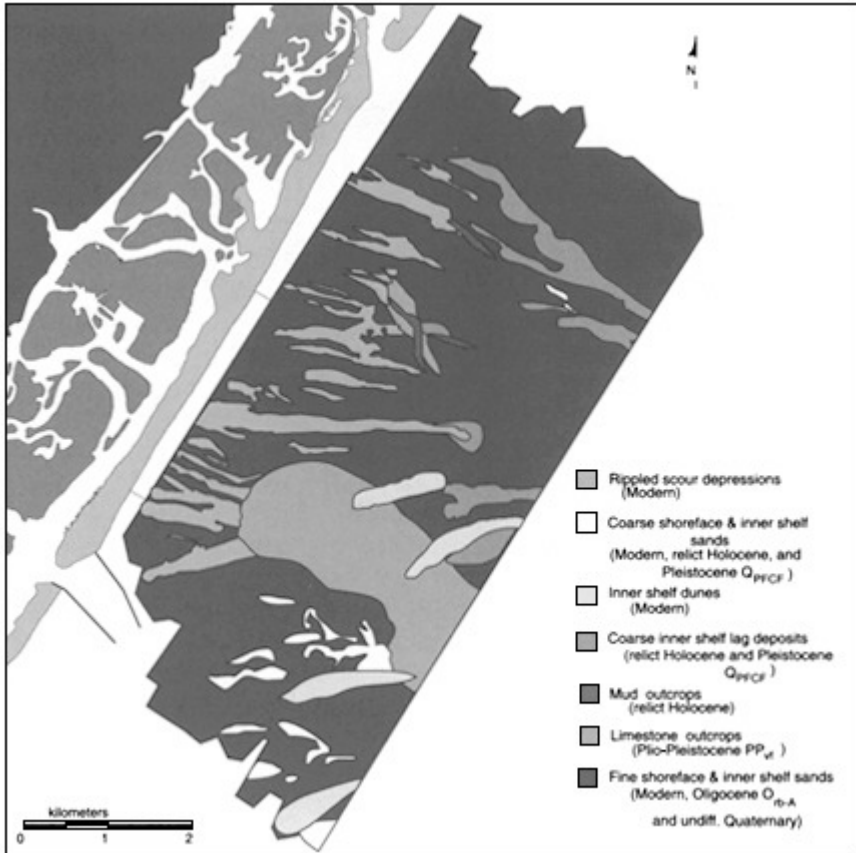 N
Rippled scour depressions
(Modern)
Coarse shoreface & inner shelf
sands
(Modern, relict Holocene, and
Pleistocene QPFCF )
Inner shelf dunes
(Modern)
Coarse inner shelf lag deposits
(relict Holocene and Pleistocene
QPFCF )
Mud outcrops
(relict Holocene)
Limestone outcrops
(Plio-Pleistocene PPvf )
Fine shoreface & inner shelf sands
(Modern, Oligocene Orb-A
and undiff. Quaternary)
kilometers
0 1 2